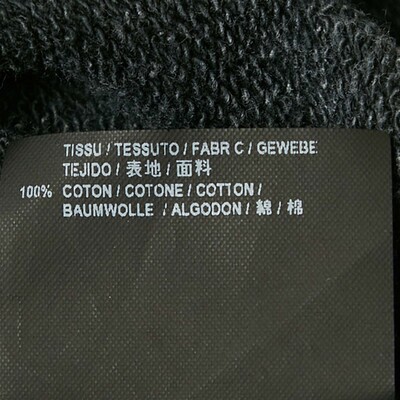 TISSU / TESSUTO / FABR C / GEWEBE
TEJIDO / 表地 / 面料
100% COTON / COTONE / COTTON /
BAUMWOLLE / ALGODON / 綿 / 棉